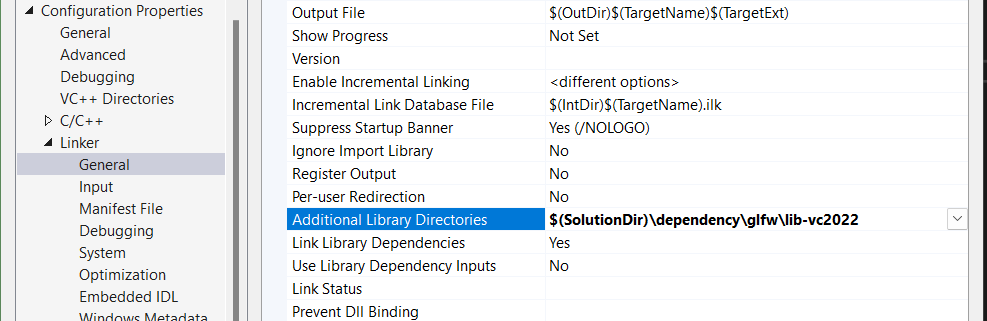 Configuration Properties
General
Advanced
Debugging
VC++ Directories
C/C++
Linker
General
Input
Manifest File
Debugging
System
Optimization
Embedded IDL
Windows Metadata
Output File $(OutDir)$(TargetName)$(TargetExt)
Show Progress Not Set
Version
Enable Incremental Linking <different options>
Incremental Link Database File $(IntDir)$(TargetName).ilk
Suppress Startup Banner Yes (/NOLOGO)
Ignore Import Library No
Register Output No
Per-user Redirection No
Additional Library Directories $(SolutionDir)\dependency\glfw\lib-vc2022
Link Library Dependencies Yes
Use Library Dependency Inputs No
Link Status
Prevent Dll Binding